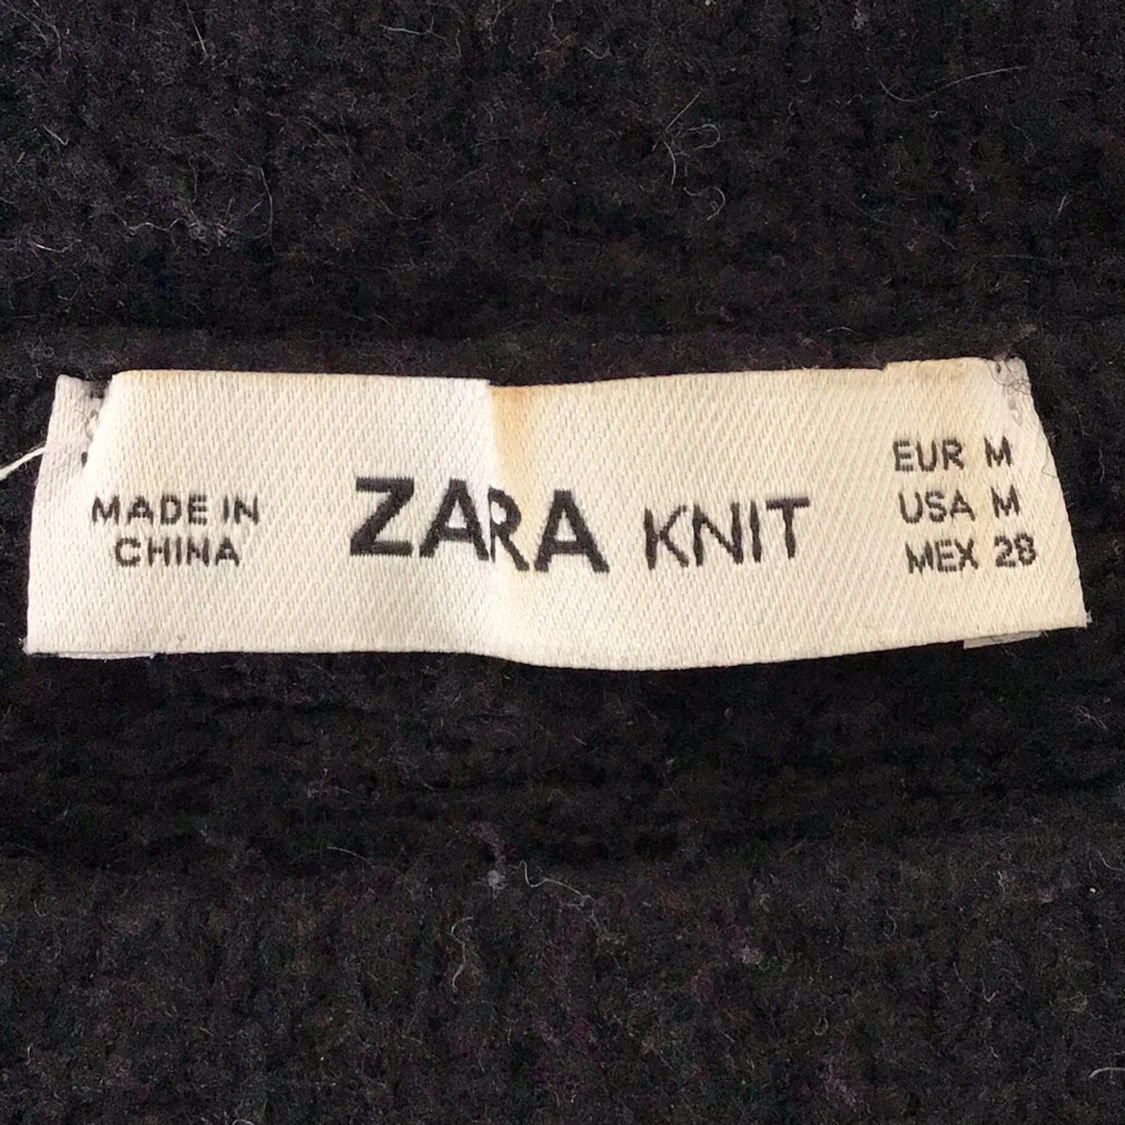 MADE IN
CHINA
ZARA KNIT
EUR M
USA M
MEX 28